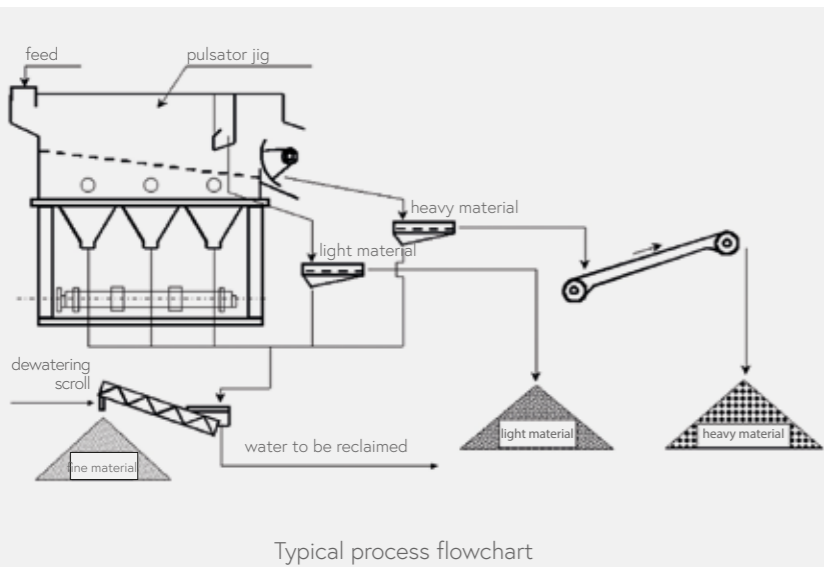 feed
pulsator jig
heavy material
light material
dewatering
scroll
light material
heavy material
water to be reclaimed
fine material
Typical process flowchart